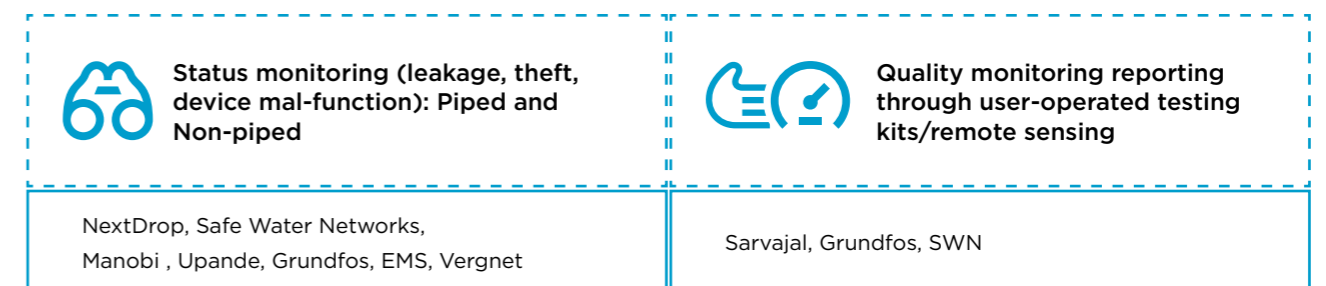 Status monitoring (leakage, theft,
device mal-function): Piped and
Non-piped
Quality monitoring reporting
through user-operated testing
kits/remote sensing
NextDrop, Safe Water Networks,
Manobi , Upande, Grundfos, EMS, Vergnet
Sarvajal, Grundfos, SWN